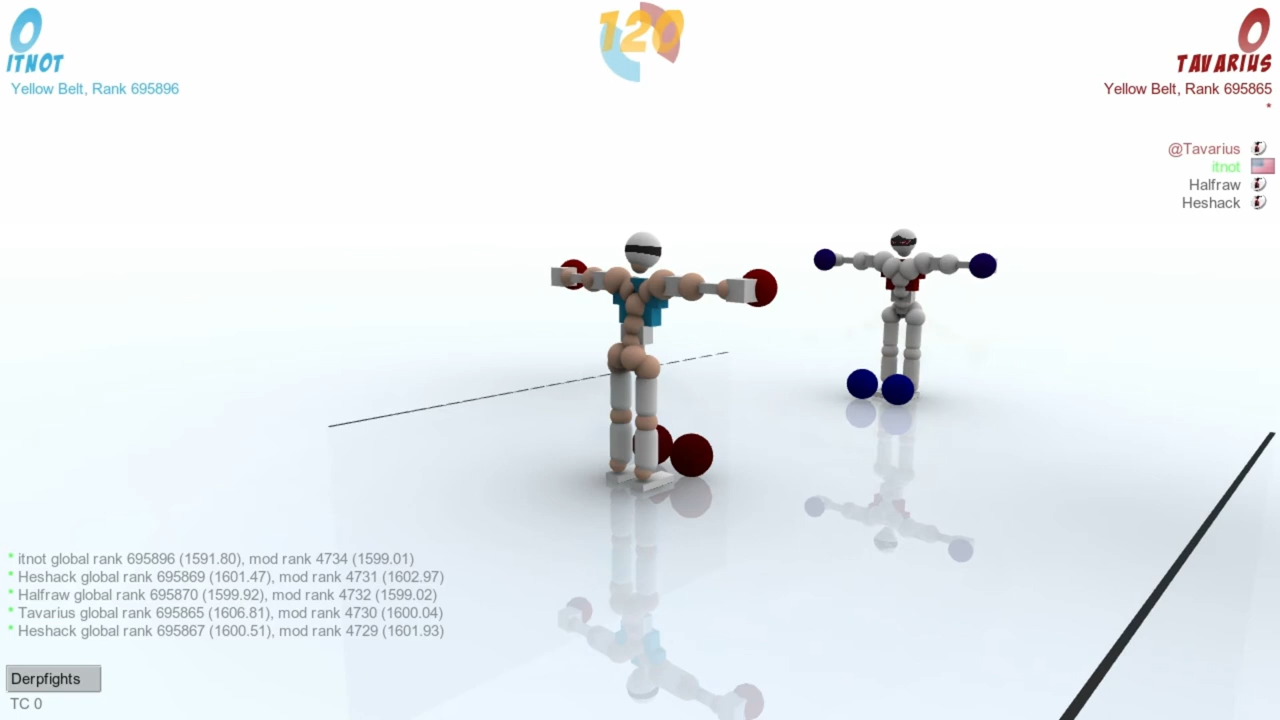 0
ITNOT
Yellow Belt, Rank 695896
120
0
TAVARIUS
Yellow Belt, Rank 695865
*
@Tavarius
itnot
Halfraw
Heshack
* itnot global rank 695896 (1591.80), mod rank 4734 (1599.01)
* Heshack global rank 695869 (1601.47), mod rank 4731 (1602.97)
* Halfraw global rank 695870 (1599.92), mod rank 4732 (1599.02)
* Tavarius global rank 695865 (1606.81), mod rank 4730 (1600.04)
* Heshack global rank 695867 (1600.51), mod rank 4729 (1601.93)
Derpfights
TC 0